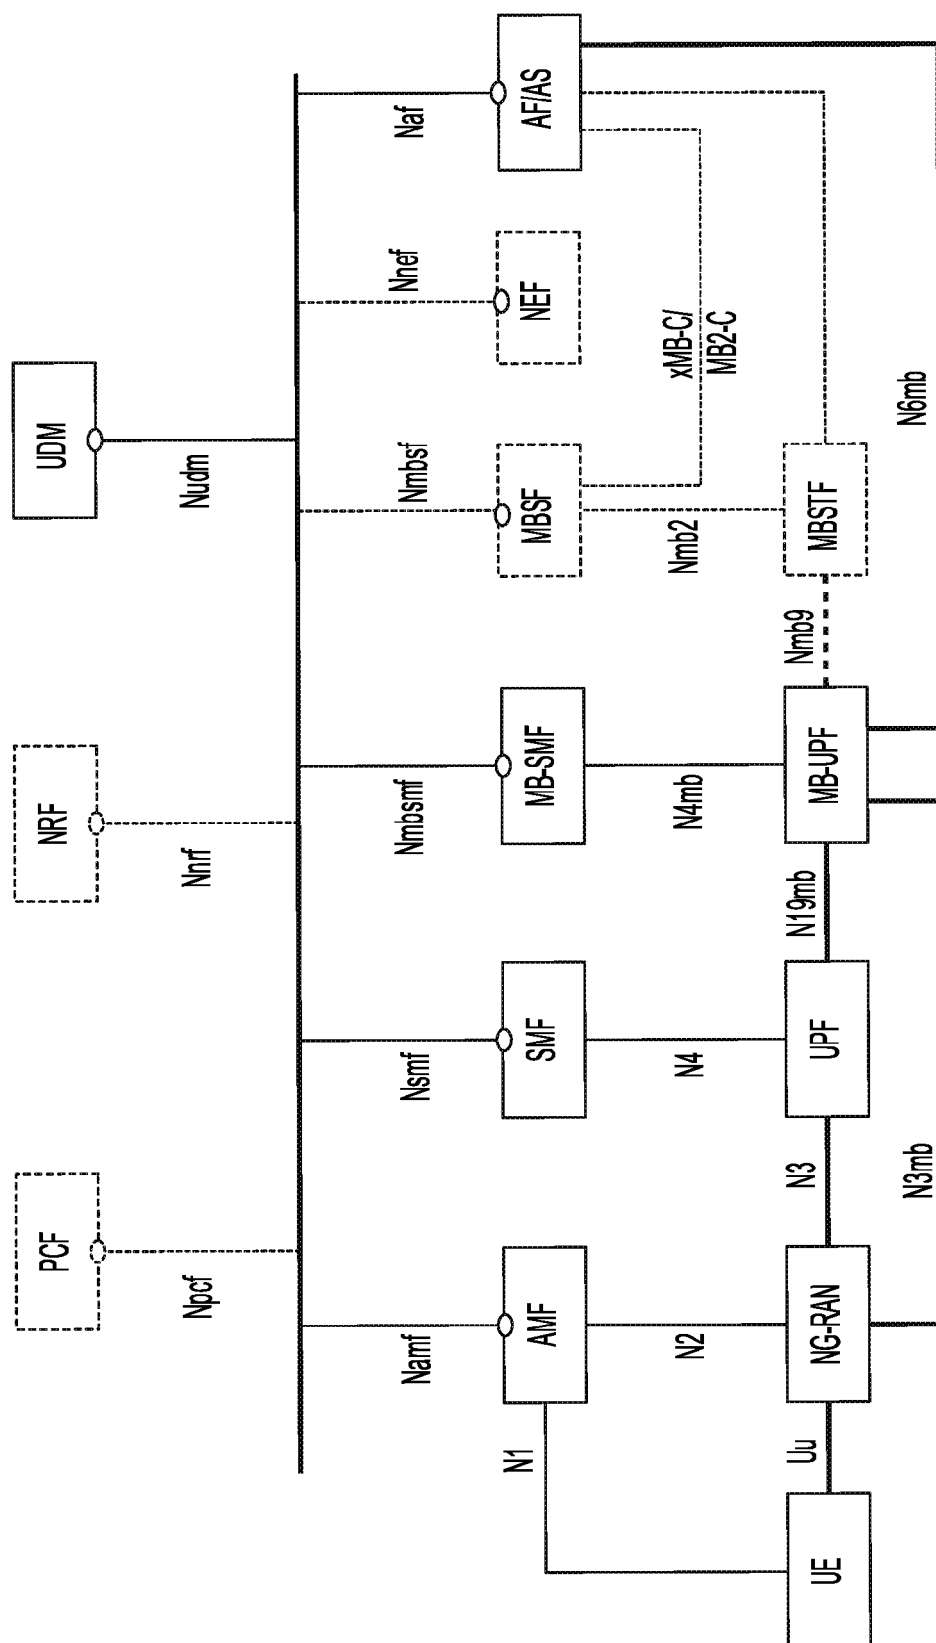 PCF
NRF
UDM
Npcf
Nnrf
Nudm
Namf
Nsmf
Nmbsmf
Nmbsf
Nnef
Naf
AMF
SMF
MB-SMF
MBSF
NEF
AF/AS
N1
N2
N4
N4mb
Nmb2
xMB-C/
MB2-C
UE
Uu
NG-RAN
N3
UPF
N19mb
MB-UPF
Nmb9
MBSTF
N3mb
N6mb